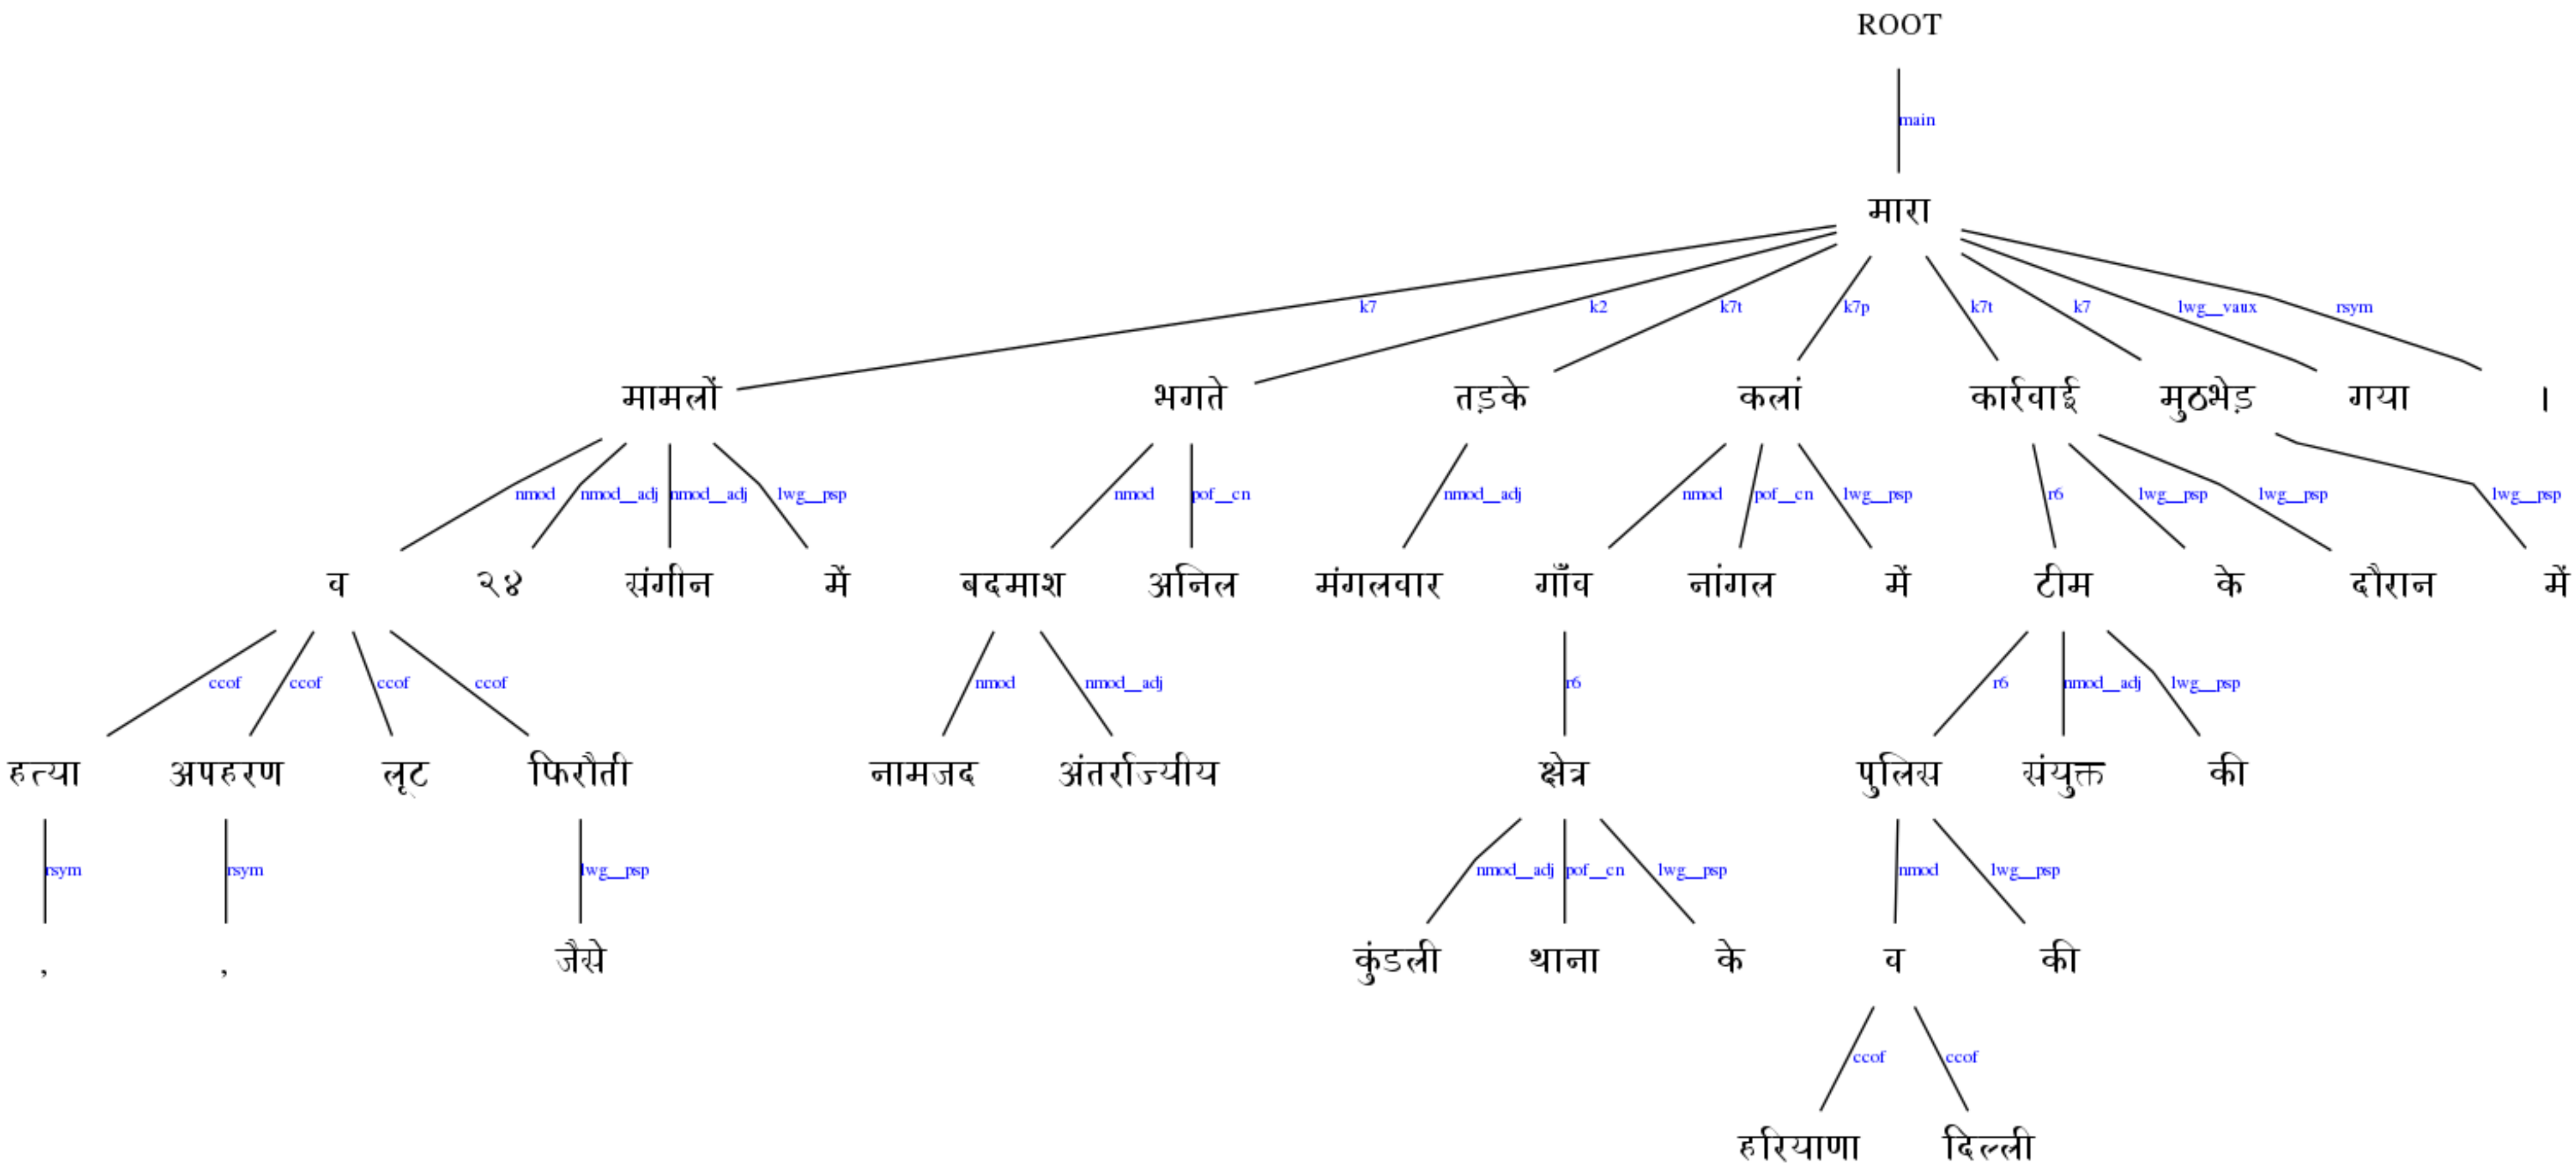 ROOT
main
मारा
k7 k2 k7t k7p k7t k7 lwg__vaux rsym
मामलों भगते तड़के कलां कार्रवाई मुठभेड़ गया ।
nmod nmod__adj nmod__adj lwg__psp nmod pof__cn nmod__adj nmod pof__cn lwg__psp r6 lwg__psp lwg__psp lwg__psp
व २४ संगीन में बदमाश अनिल मंगलवार गाँव नांगल में टीम के दौरान में
ccof ccof ccof ccof nmod nmod__adj r6 r6 nmod__adj lwg__psp
हत्या अपहरण लूट फिरौती नामजद अंतर्राज्यीय क्षेत्र पुलिस संयुक्त की
rsym rsym lwg__psp nmod__adj pof__cn lwg__psp nmod lwg__psp
, , जैसे कुंडली थाना के व की
ccof ccof
हरियाणा दिल्ली